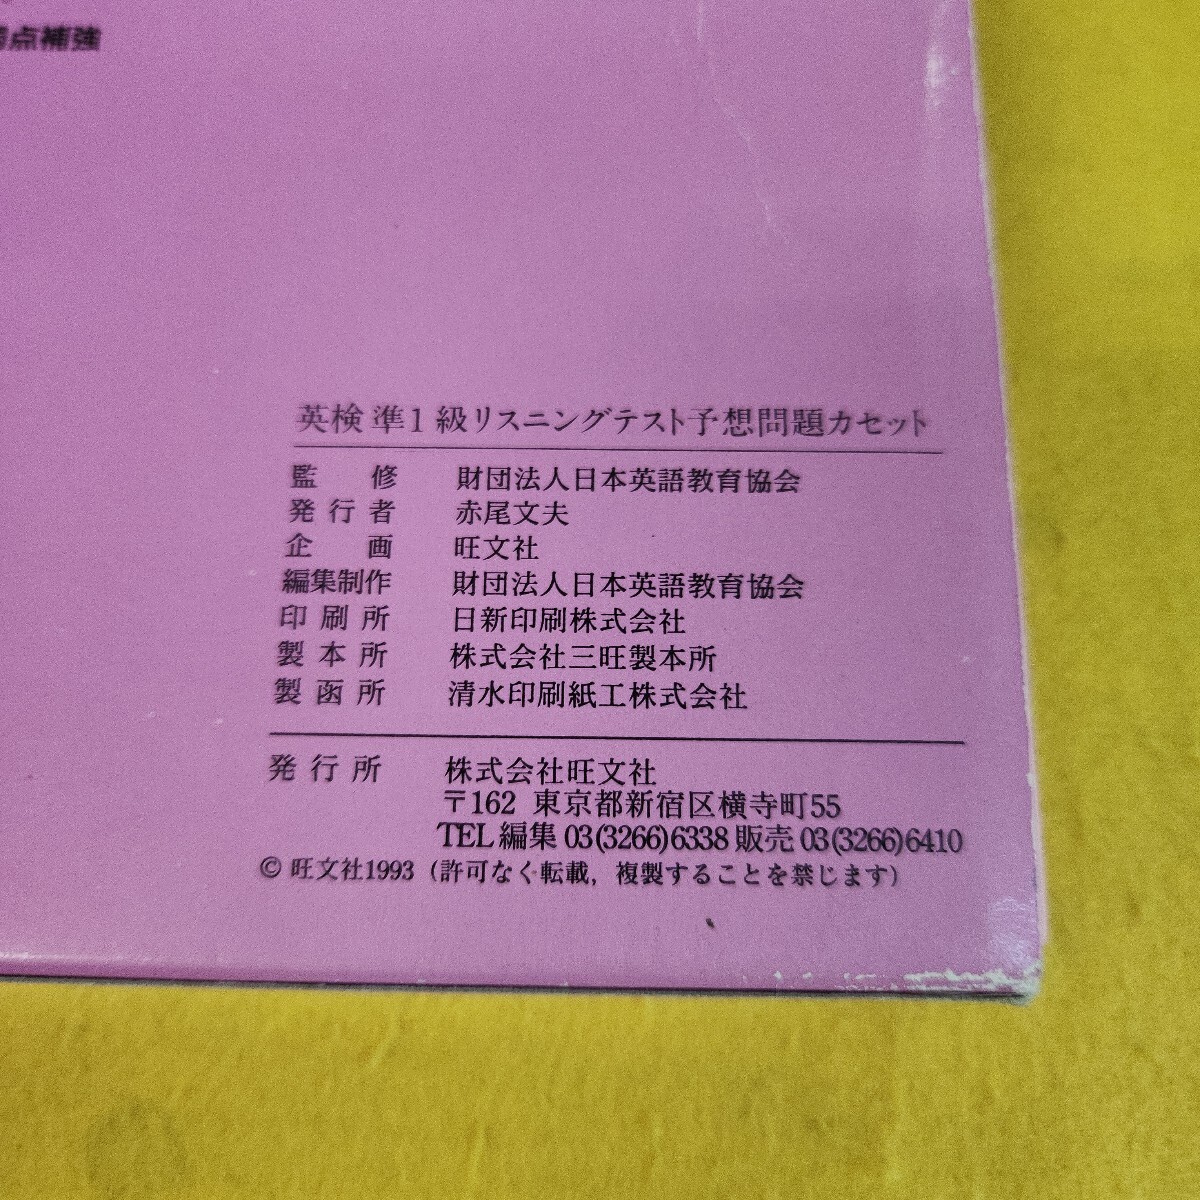 点補強
英検 準1級リスニングテスト予想問題カセット
監修 財団法人日本英語教育協会
発行者 赤尾文夫
企画 旺文社
編集制作 財団法人日本英語教育協会
印刷所 日新印刷株式会社
製本所 株式会社三旺製本所
製函所 清水印刷紙工株式会社
発行所 株式会社旺文社
〒162 東京都新宿区横寺町55
TEL編集 03(3266)6338 販売 03(3266)6410
© 旺文社1993 (許可なく転載, 複製することを禁じます)